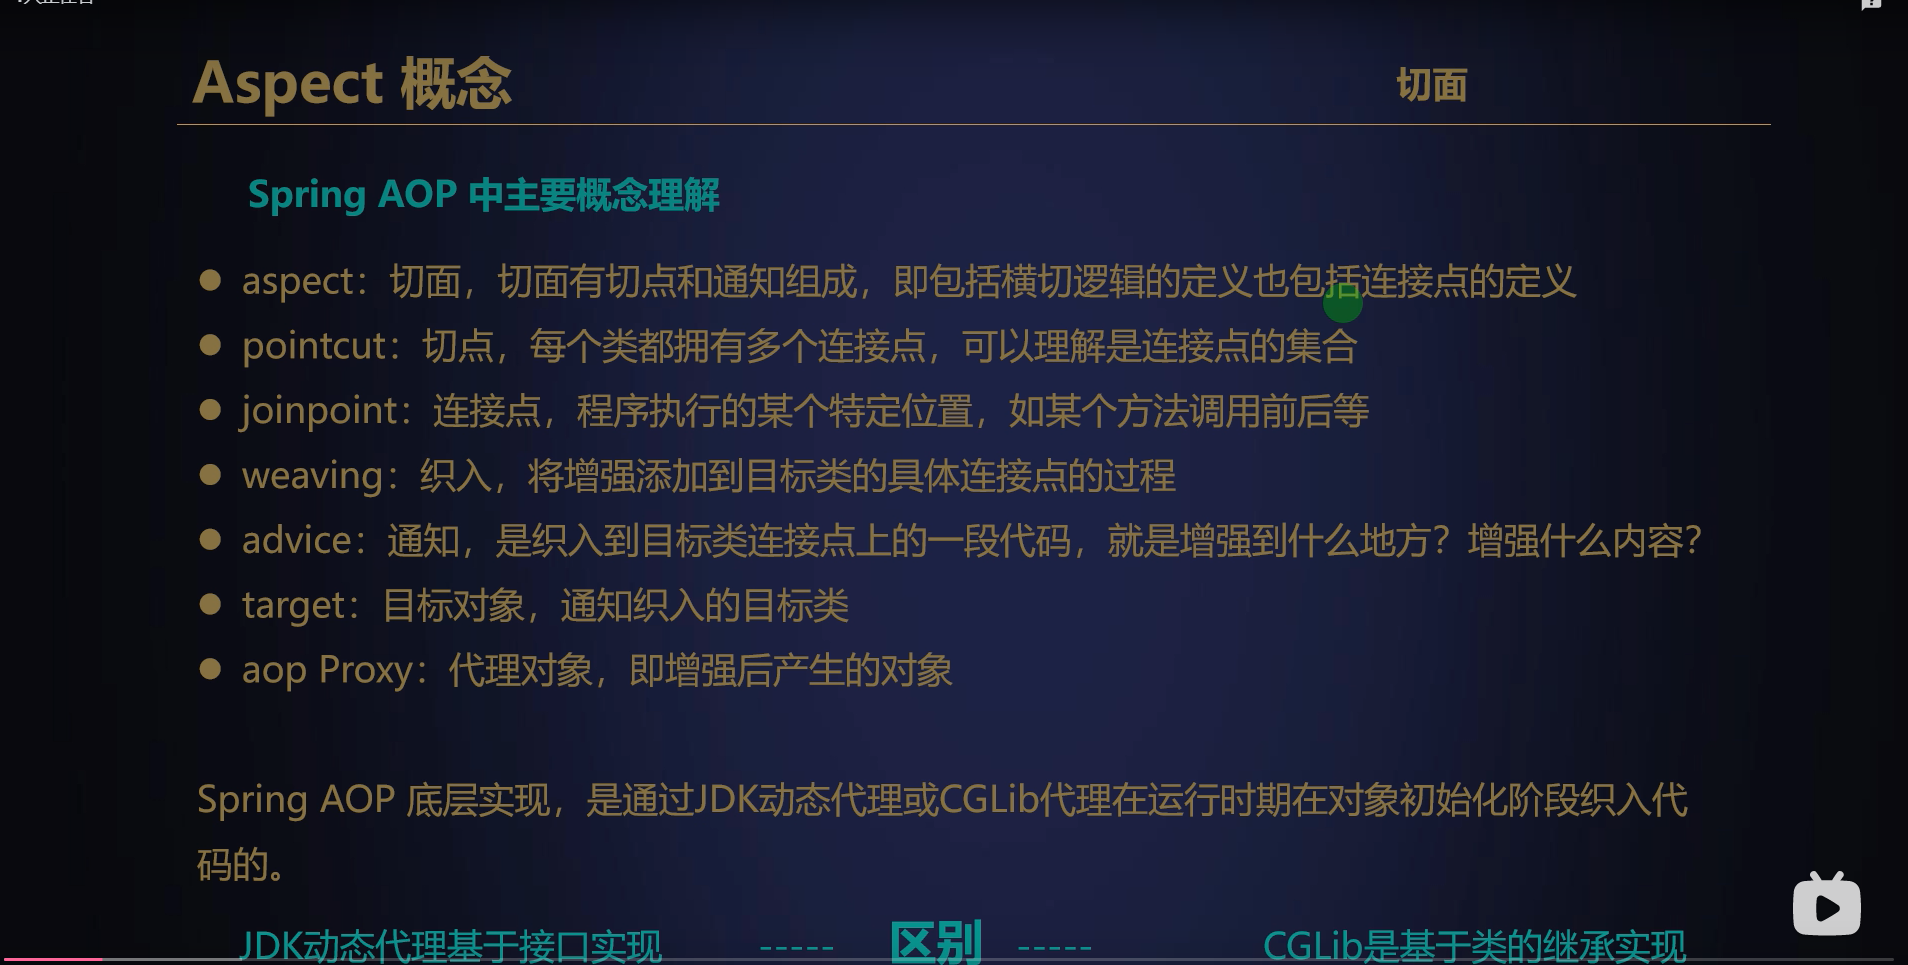 Aspect 概念
切面
Spring AOP 中主要概念理解
aspect：切面，切面有切点和通知组成，即包括横切逻辑的定义也包括连接点的定义
pointcut：切点，每个类都拥有多个连接点，可以理解是连接点的集合
joinpoint：连接点，程序执行的某个特定位置，如某个方法调用前后等
weaving：织入，将增强添加到目标类的具体连接点的过程
advice：通知，是织入到目标类连接点上的一段代码，就是增强到什么地方？增强什么内容？
target：目标对象，通知织入的目标类
aop Proxy：代理对象，即增强后产生的对象
Spring AOP 底层实现，是通过JDK动态代理或CGLib代理在运行时期在对象初始化阶段织入代
码的。
JDK动态代理基于接口实现 ----- 区别 ----- CGLib是基于类的继承实现